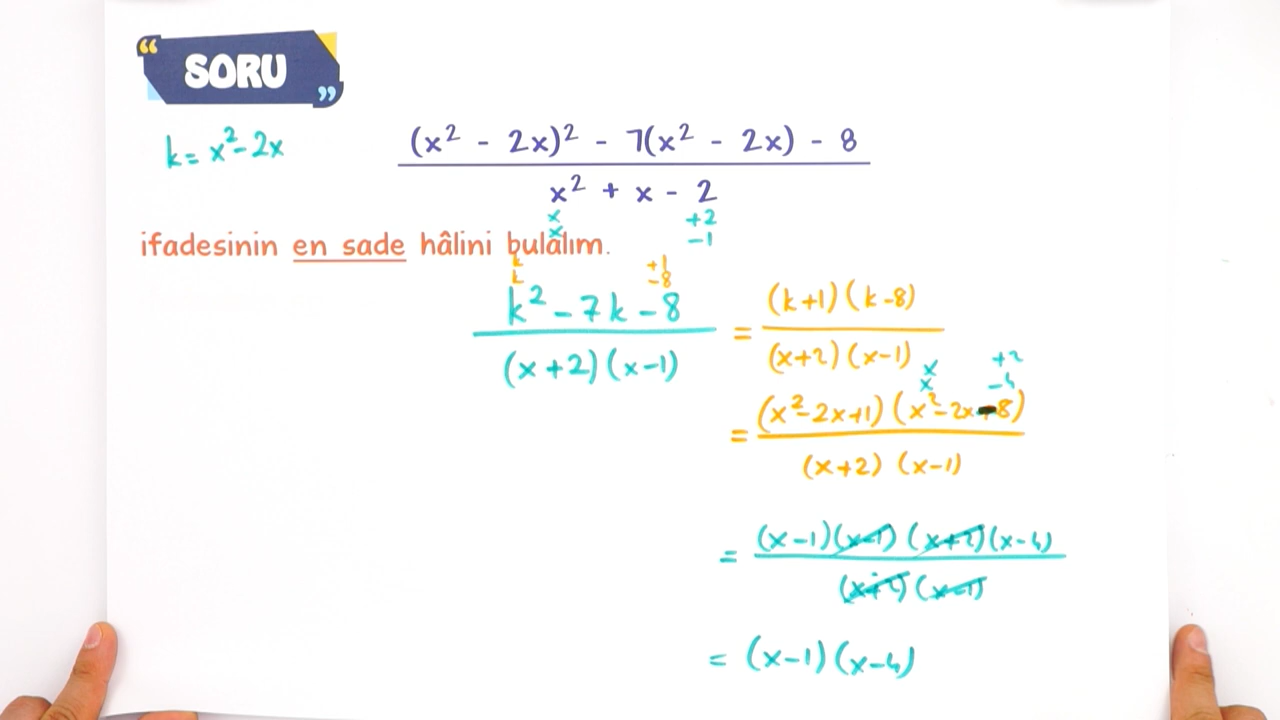 “ SORU ”
k = x² - 2x
(x² - 2x)² - 7(x² - 2x) - 8
x² + x - 2
x +2
x -1
ifadesinin en sade hâlini bulalım.
k +1
k -8
k² - 7k - 8
(x + 2) (x - 1)
= (k+1) (k-8)
(x+2) (x-1)
x +2
x -4
= (x² - 2x + 1) (x² - 2x - 8)
(x+2) (x-1)
= (x-1) (x-1) (x+2) (x-4)
(x+2) (x-1)
= (x-1) (x-4)